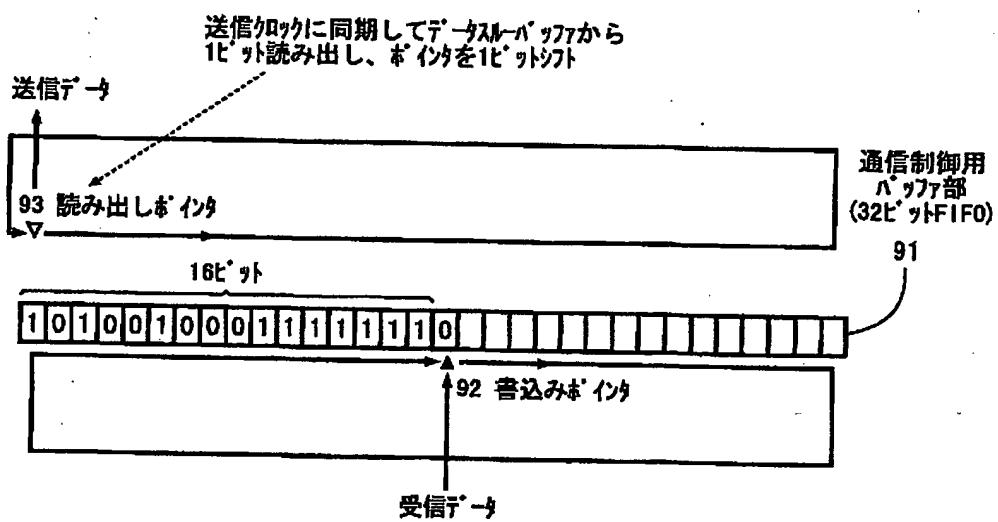 送信ｸﾛｯｸに同期してﾃﾞｰﾀｽﾙｰﾊﾞｯﾌｧから
1ﾋﾞｯﾄ読み出し、ﾎﾟｲﾝﾀを1ﾋﾞｯﾄｼﾌﾄ
送信ﾃﾞｰﾀ
通信制御用
ﾊﾞｯﾌｧ部
(32ﾋﾞｯﾄFIFO)
91
93 読み出しﾎﾟｲﾝﾀ
16ﾋﾞｯﾄ
1 0 1 0 0 1 0 0 0 1 1 1 1 1 1 1 0
92 書込みﾎﾟｲﾝﾀ
受信ﾃﾞｰﾀ